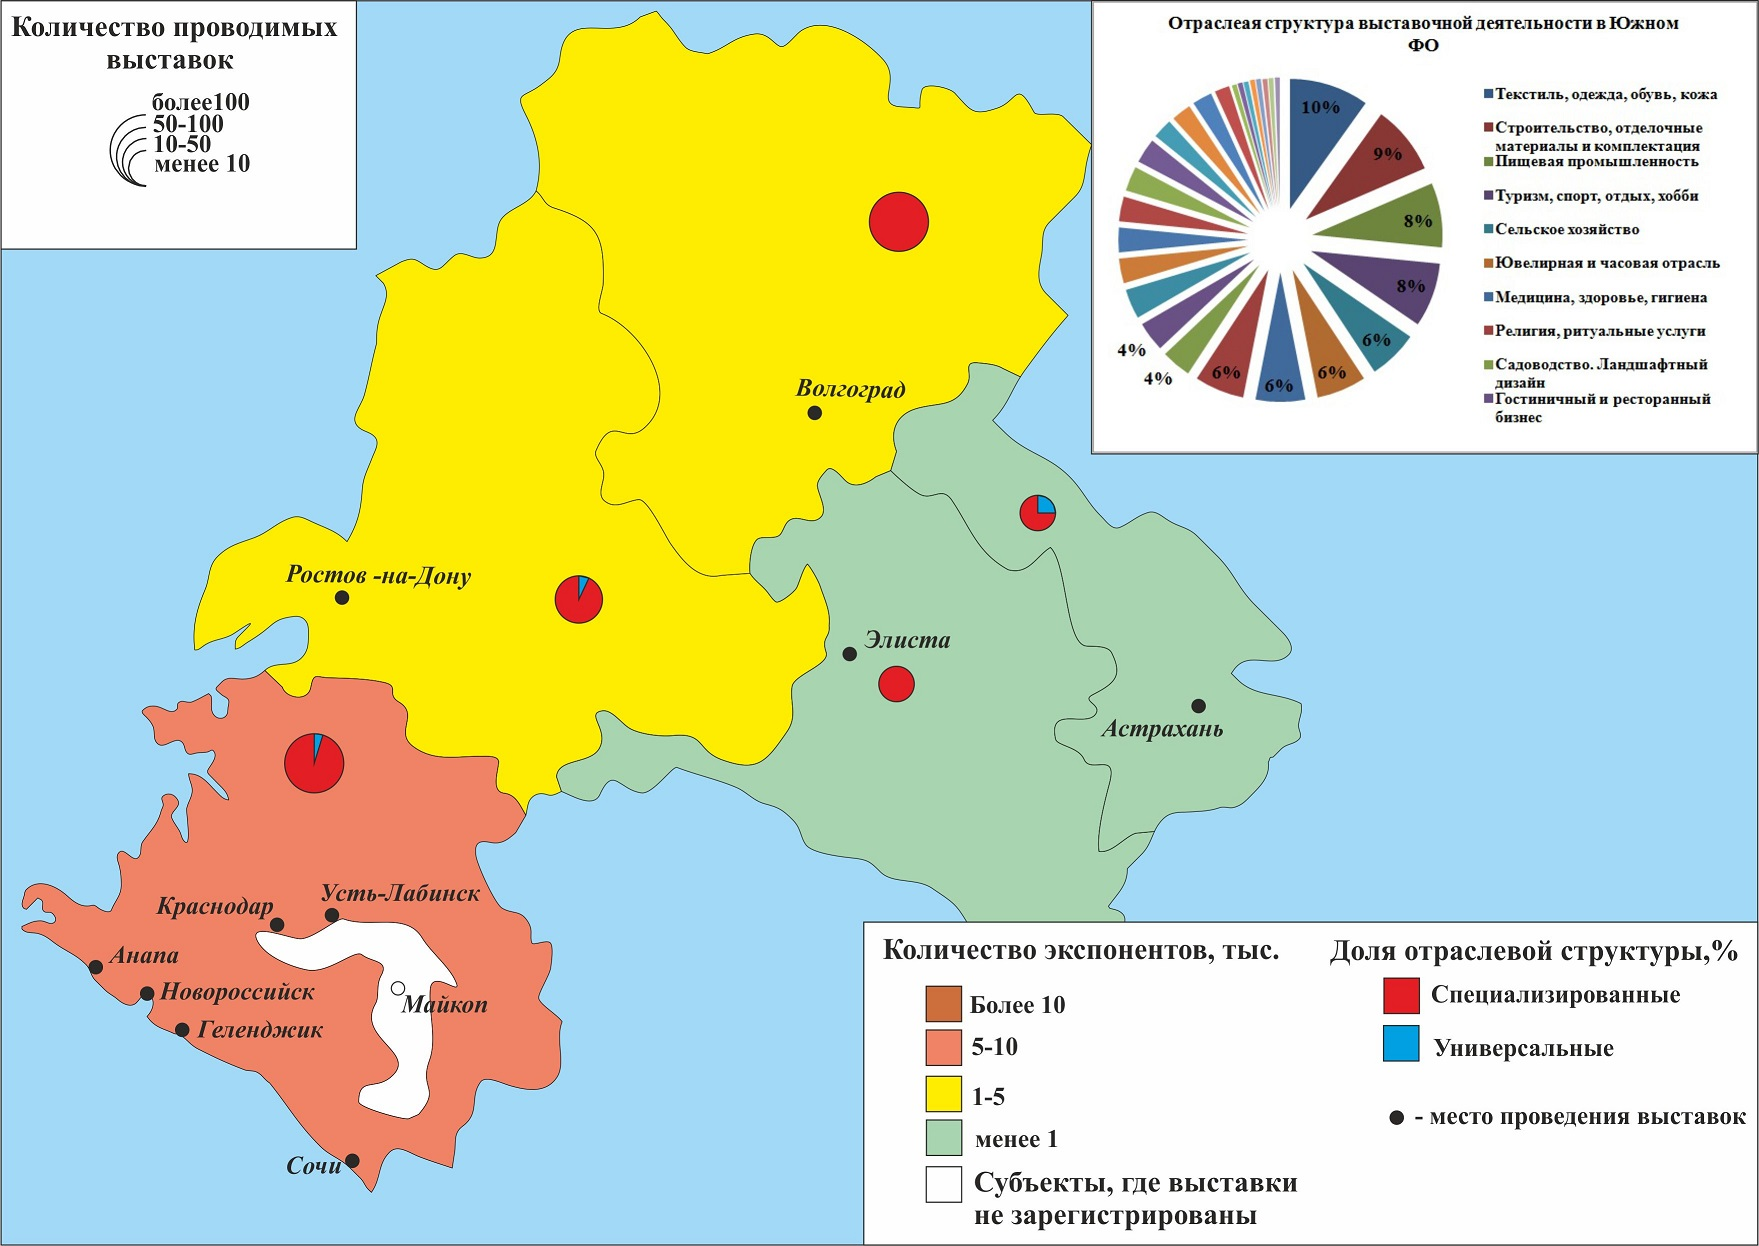 Количество проводимых
выставок
более100
50-100
10-50
менее 10
Отраслеая структура выставочной деятельности в Южном
ФО
10%
9%
8%
8%
6%
6%
6%
6%
4%
4%
Текстиль, одежда, обувь, кожа
Строительство, отделочные
материалы и комплектация
Пищевая промышленность
Туризм, спорт, отдых, хобби
Сельское хозяйство
Ювелирная и часовая отрасль
Медицина, здоровье, гигиена
Религия, ритуальные услуги
Садоводство. Ландшафтный
дизайн
Гостиничный и ресторанный
бизнес
Волгоград
Ростов -на-Дону
Элиста
Астрахань
Усть-Лабинск
Краснодар
Анапа
Новороссийск
Майкоп
Геленджик
Сочи
Количество экспонентов, тыс.
Более 10
5-10
1-5
менее 1
Субъекты, где выставки
не зарегистрированы
Доля отраслевой структуры,%
Специализированные
Универсальные
- место проведения выставок